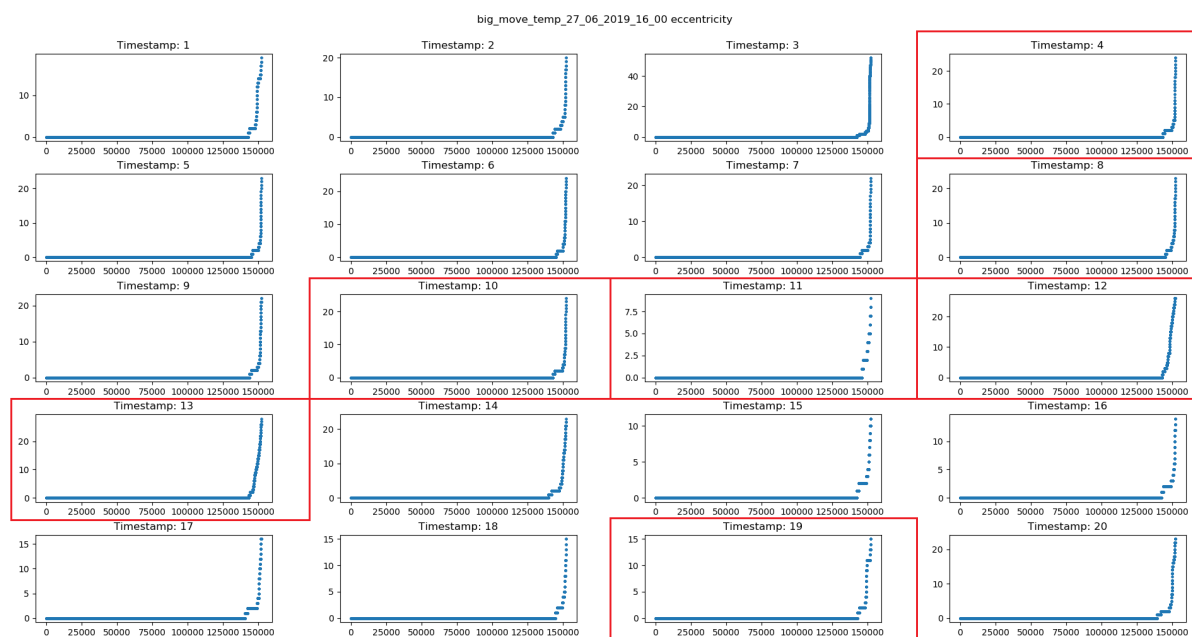 big_move_temp_27_06_2019_16_00 eccentricity
Timestamp: 1
10
0
0 25000 50000 75000 100000 125000 150000
Timestamp: 2
20
10
0
0 25000 50000 75000 100000 125000 150000
Timestamp: 3
40
20
0
0 25000 50000 75000 100000 125000 150000
Timestamp: 4
20
10
0
0 25000 50000 75000 100000 125000 150000
Timestamp: 5
20
10
0
0 25000 50000 75000 100000 125000 150000
Timestamp: 6
20
10
0
0 25000 50000 75000 100000 125000 150000
Timestamp: 7
20
10
0
0 25000 50000 75000 100000 125000 150000
Timestamp: 8
20
10
0
0 25000 50000 75000 100000 125000 150000
Timestamp: 9
20
10
0
0 25000 50000 75000 100000 125000 150000
Timestamp: 10
20
10
0
0 25000 50000 75000 100000 125000 150000
Timestamp: 11
7.5
5.0
2.5
0.0
0 25000 50000 75000 100000 125000 150000
Timestamp: 12
20
10
0
0 25000 50000 75000 100000 125000 150000
Timestamp: 13
20
10
0
0 25000 50000 75000 100000 125000 150000
Timestamp: 14
20
10
0
0 25000 50000 75000 100000 125000 150000
Timestamp: 15
10
5
0
0 25000 50000 75000 100000 125000 150000
Timestamp: 16
10
5
0
0 25000 50000 75000 100000 125000 150000
Timestamp: 17
15
10
5
0
0 25000 50000 75000 100000 125000 150000
Timestamp: 18
15
10
5
0
0 25000 50000 75000 100000 125000 150000
Timestamp: 19
15
10
5
0
0 25000 50000 75000 100000 125000 150000
Timestamp: 20
20
10
0
0 25000 50000 75000 100000 125000 150000